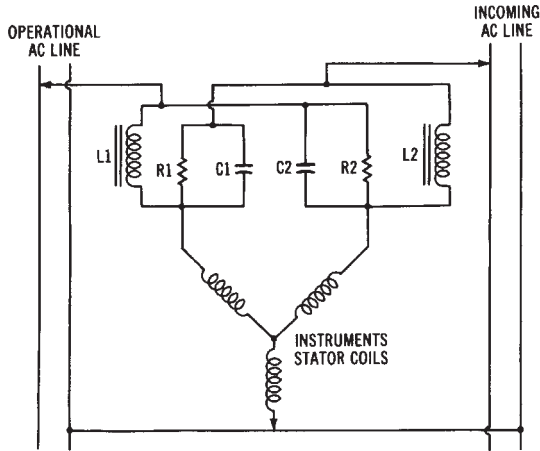 OPERATIONAL
AC LINE
INCOMING
AC LINE
L1
R1
C1
C2
R2
L2
INSTRUMENTS
STATOR COILS